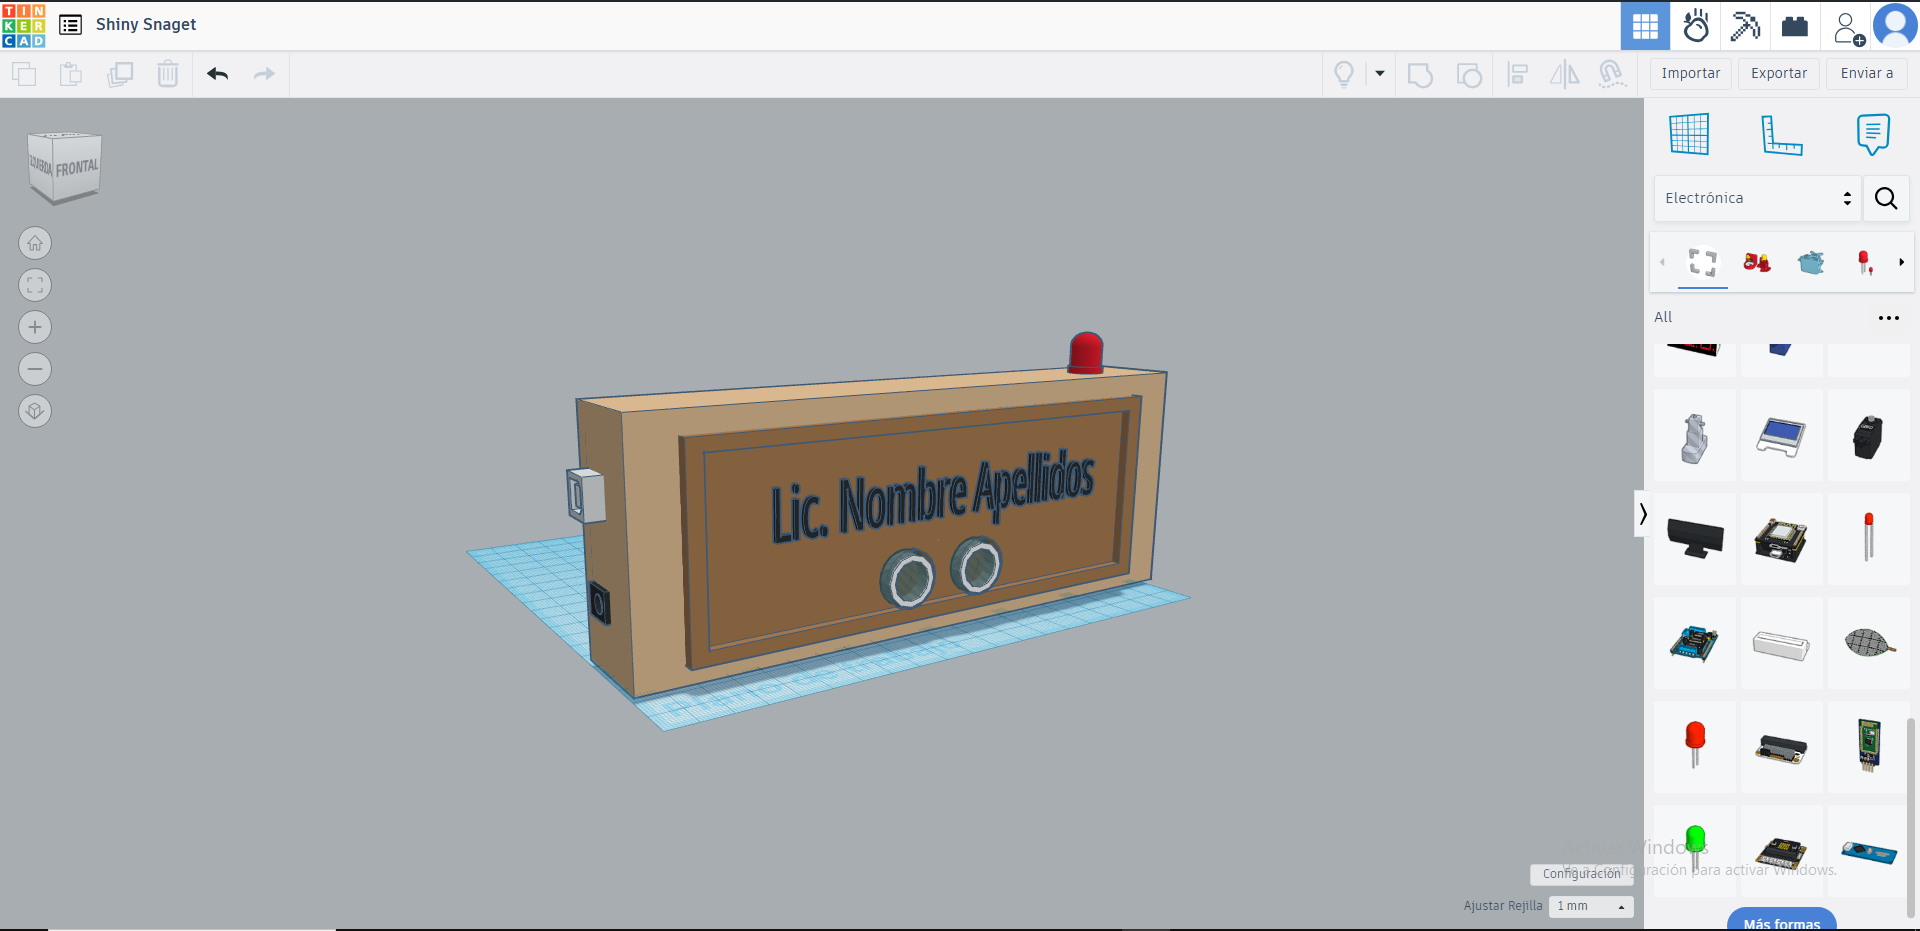 TIN
KER
CAD
Shiny Snaget
Importar
Exportar
Enviar a
IZQUIERDA
FRONTAL
Electrónica
All
Lic. Nombre Apellidos
Activar Windows
Ve a Configuración para activar Windows.
Configuración
Ajustar Rejilla
1 mm
Más formas